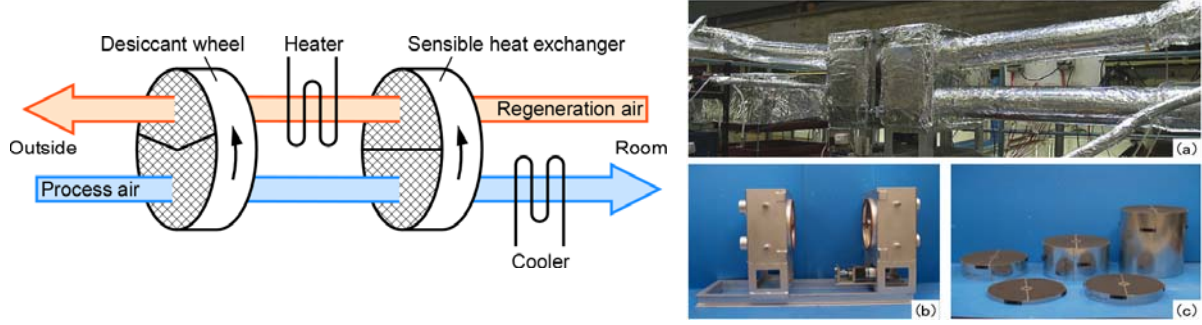 Desiccant wheel
Heater
Sensible heat exchanger
Regeneration air
Outside
Room
Process air
Cooler
(a)
(b)
(c)